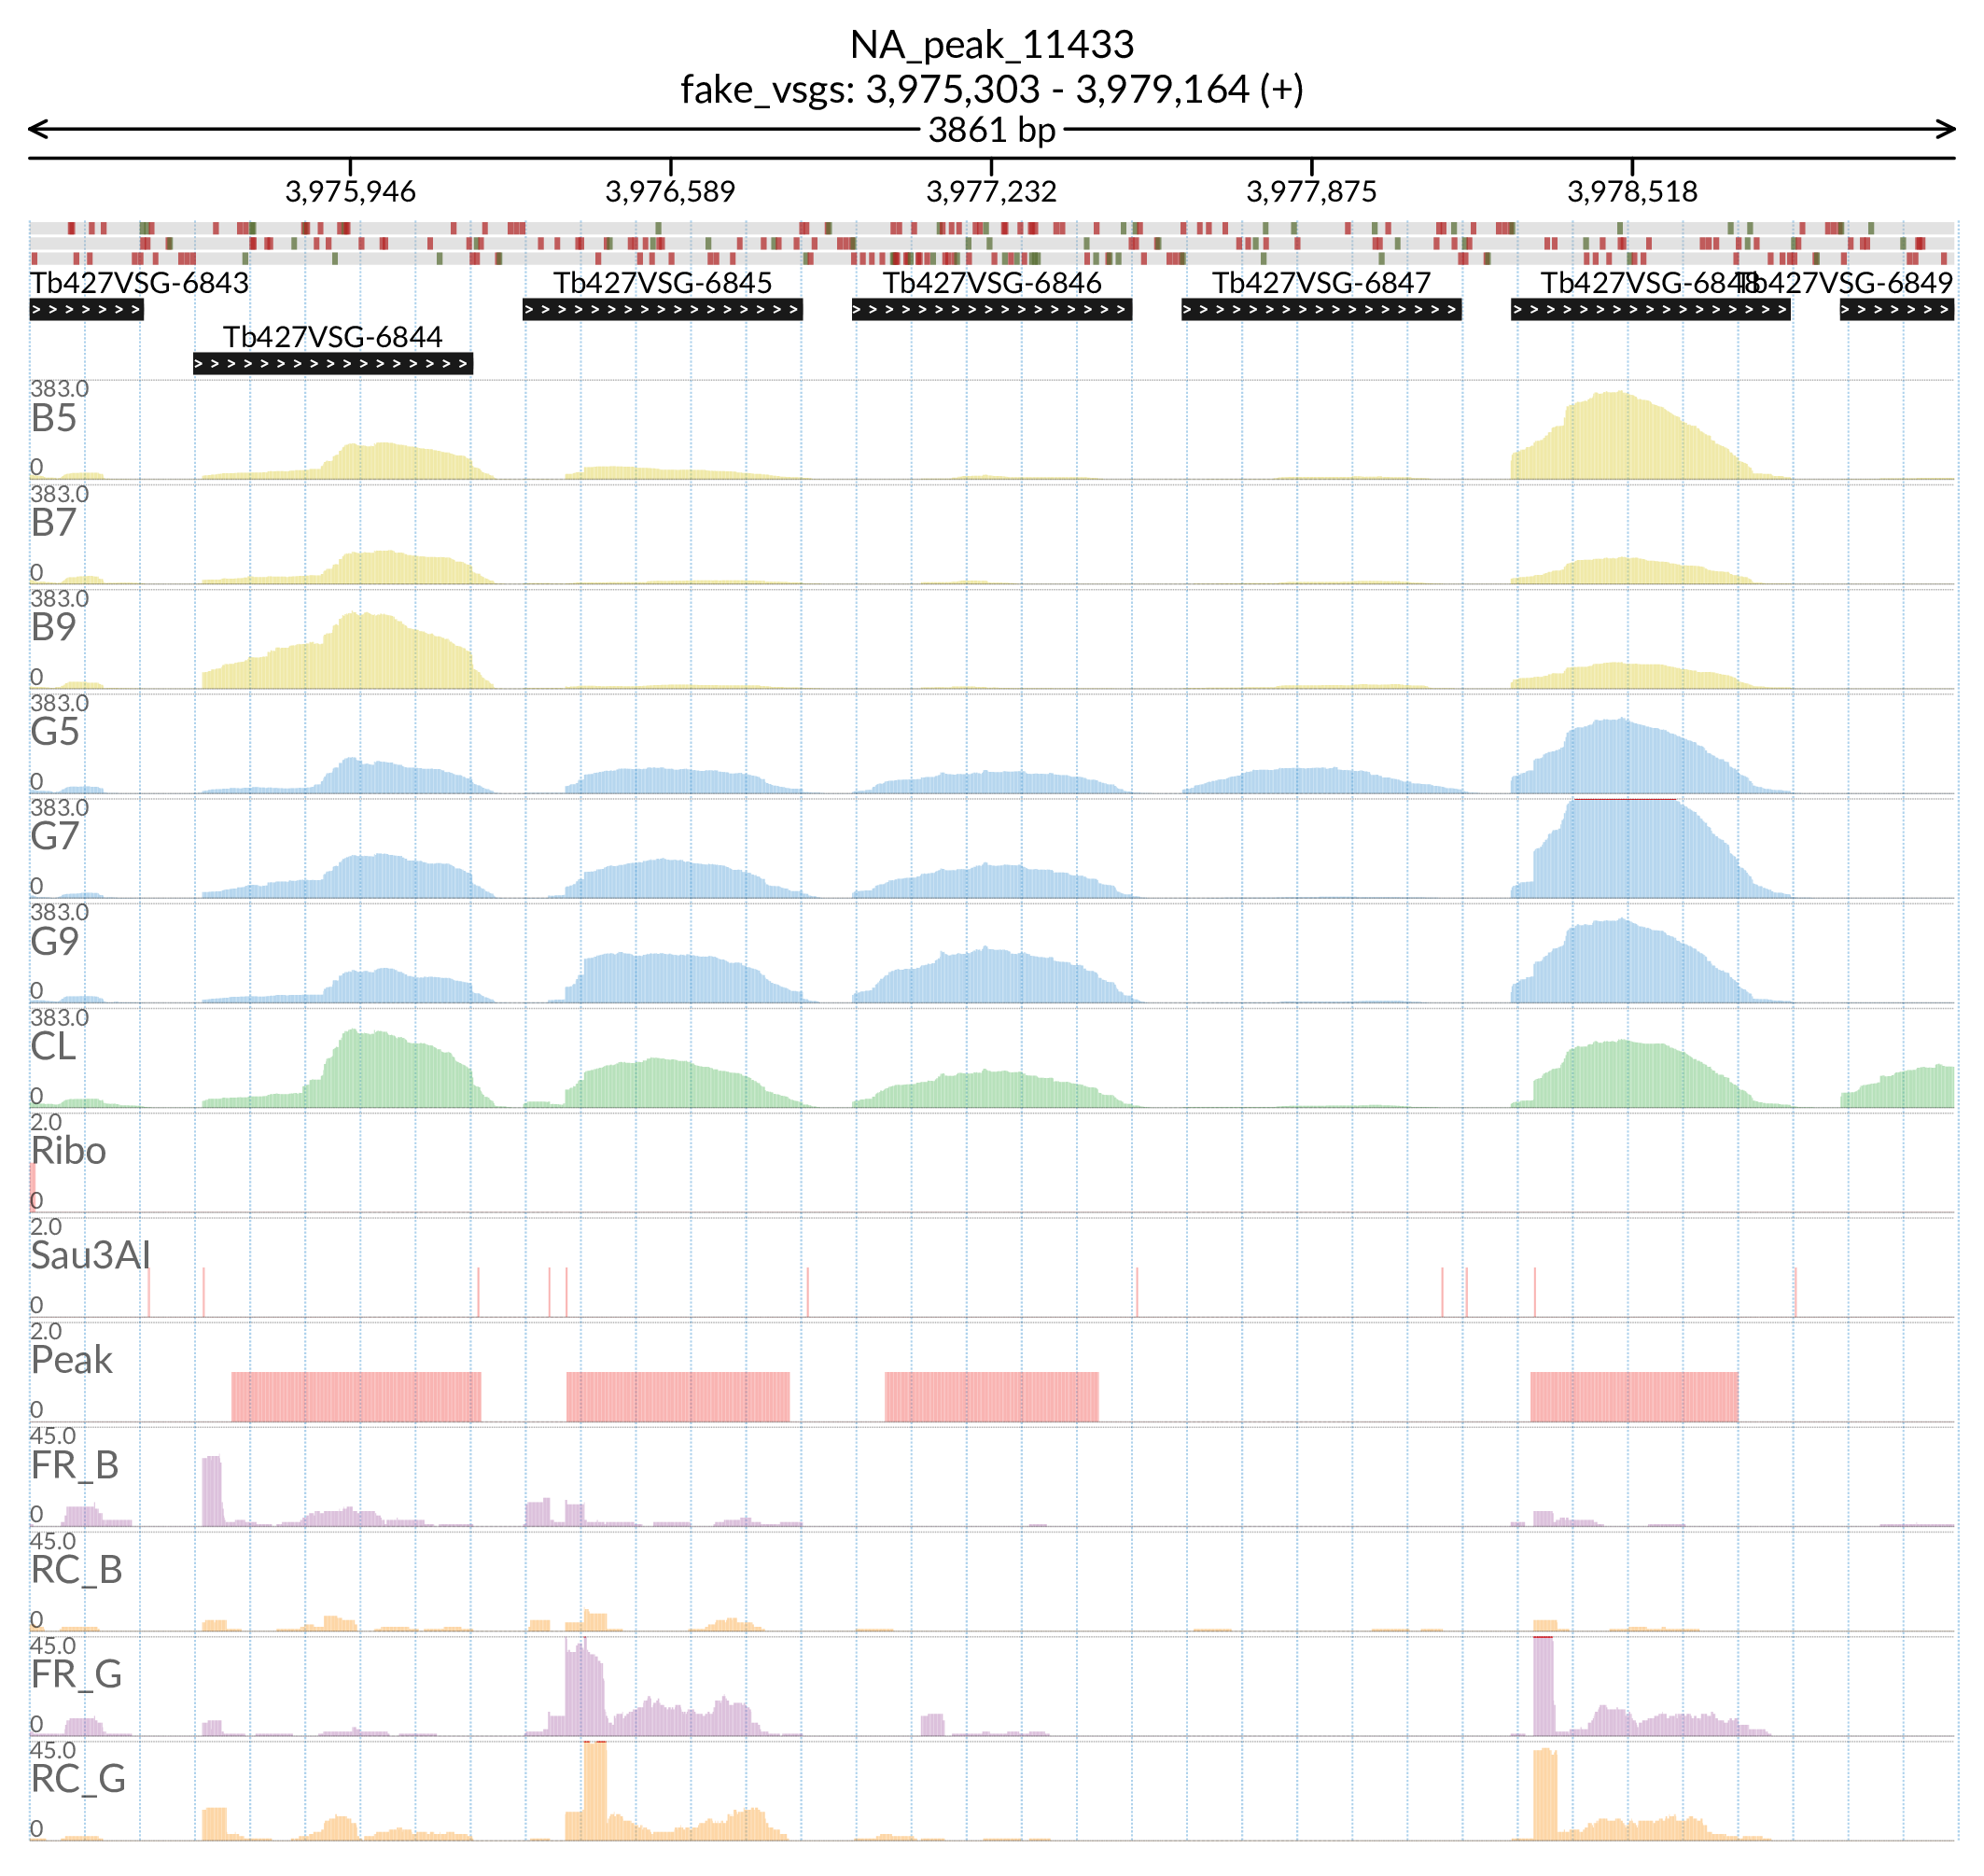 NA_peak_11433
fake_vsgs: 3,975,303 - 3,979,164 (+)
3861 bp
3,975,946 3,976,589 3,977,232 3,977,875 3,978,518
Tb427VSG-6843 Tb427VSG-6845 Tb427VSG-6846 Tb427VSG-6847 Tb427VSG-6848 Tb427VSG-6849
Tb427VSG-6844
383.0
B5
0
383.0
B7
0
383.0
B9
0
383.0
G5
0
383.0
G7
0
383.0
G9
0
383.0
CL
0
2.0
Ribo
0
2.0
Sau3AI
0
2.0
Peak
0
45.0
FR_B
0
45.0
RC_B
0
45.0
FR_G
0
45.0
RC_G
0